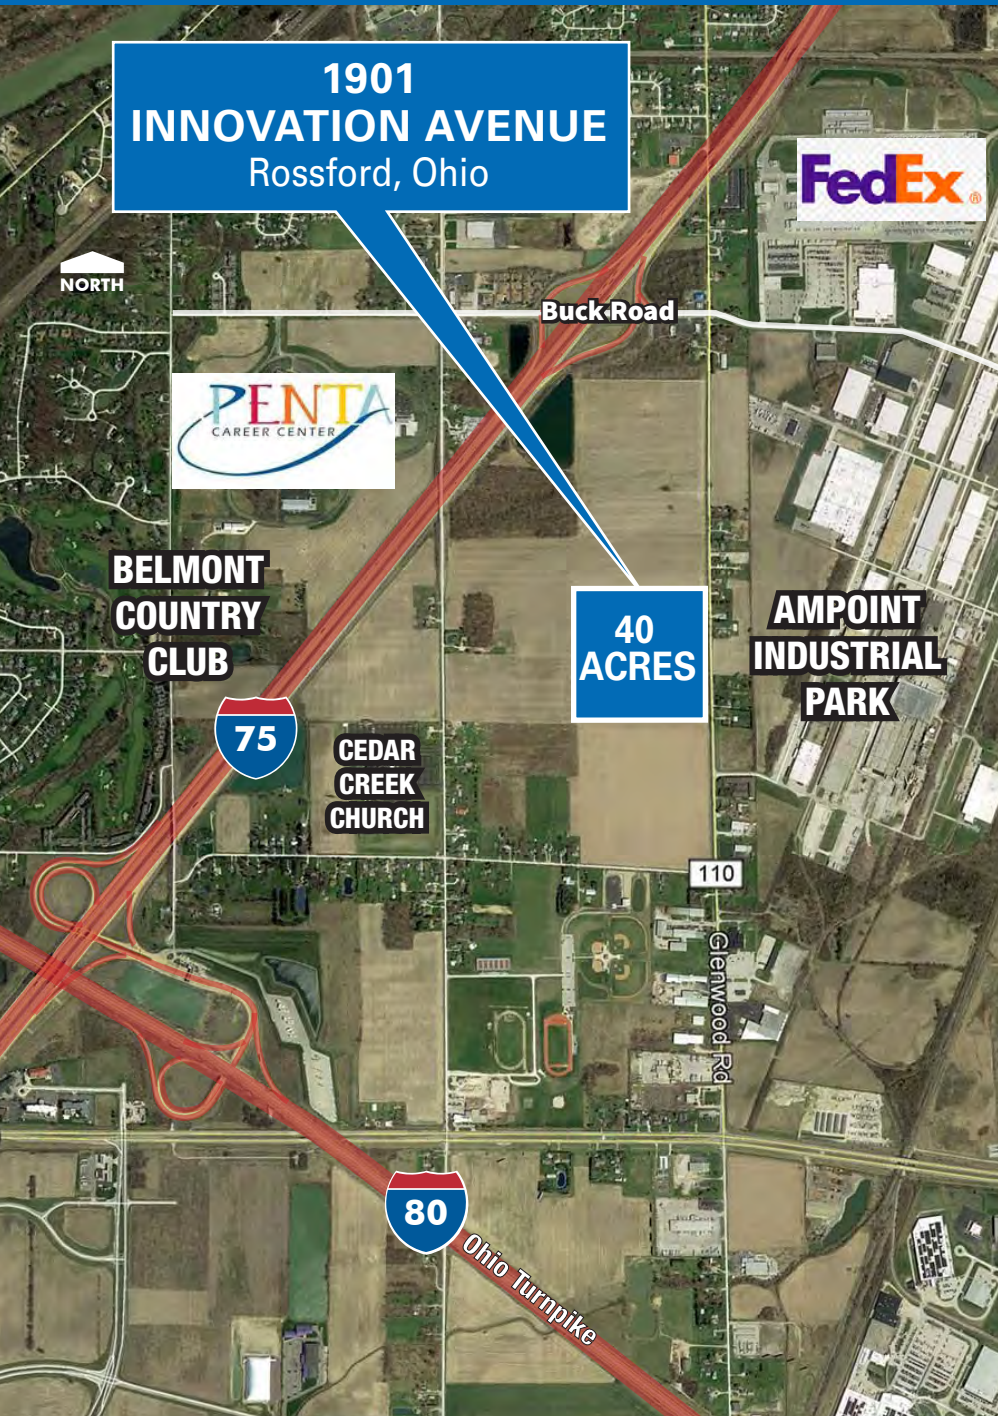 1901
INNOVATION AVENUE
Rossford, Ohio
FedEx®
NORTH
Buck Road
PENTA
CAREER CENTER
BELMONT
COUNTRY
CLUB
40
ACRES
AMPOINT
INDUSTRIAL
PARK
75
CEDAR
CREEK
CHURCH
110
Glenwood Rd
80
Ohio Turnpike